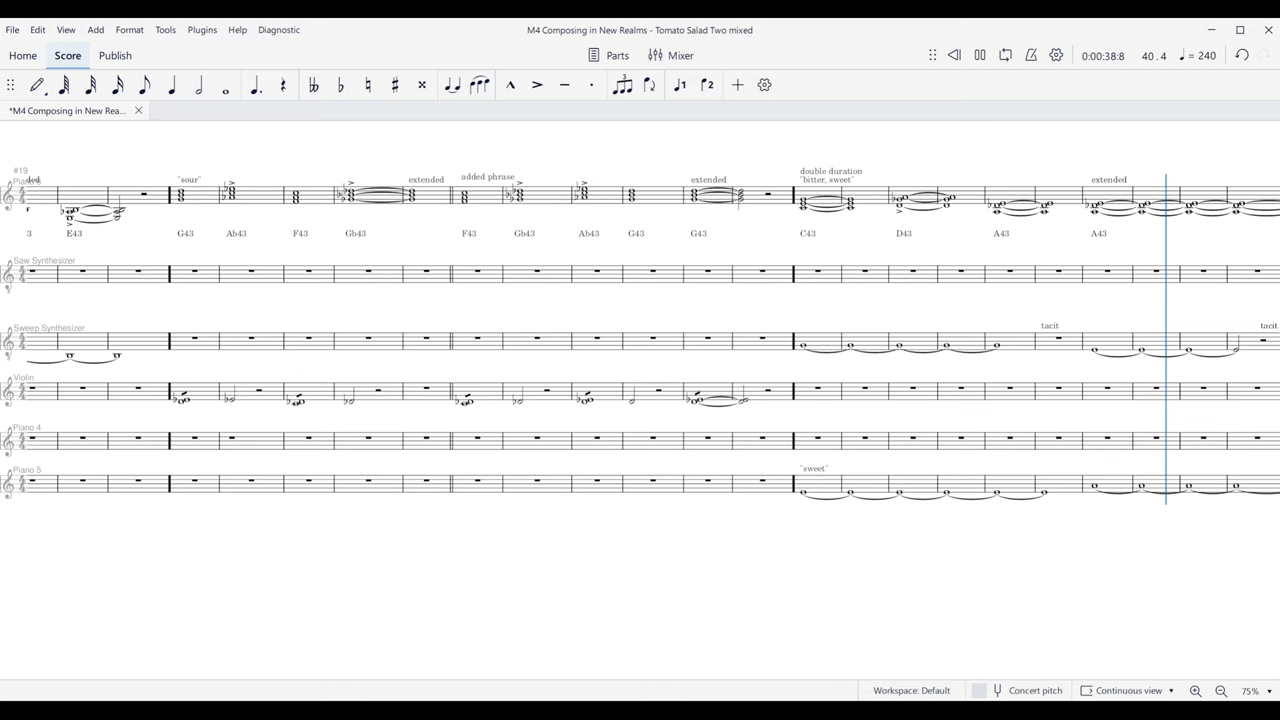 M4 Composing in New Realms - Tomato Salad Two mixed
File Edit View Add Format Tools Plugins Help Diagnostic
Home Score Publish Parts Mixer 0:00:38:8 40 . 4 = 240
*M4 Composing in New Rea...
#19
double duration
Piano 6 ded "sour" extended added phrase extended "bitter, sweet" extended
3 E43 G43 Ab43 F43 Gb43 F43 Gb43 Ab43 G43 G43 C43 D43 A43 A43
Saw Synthesizer
Sweep Synthesizer tacit tacit
Violin
Piano 4
Piano 5 "sweet"
Workspace: Default Concert pitch Continuous view 75%